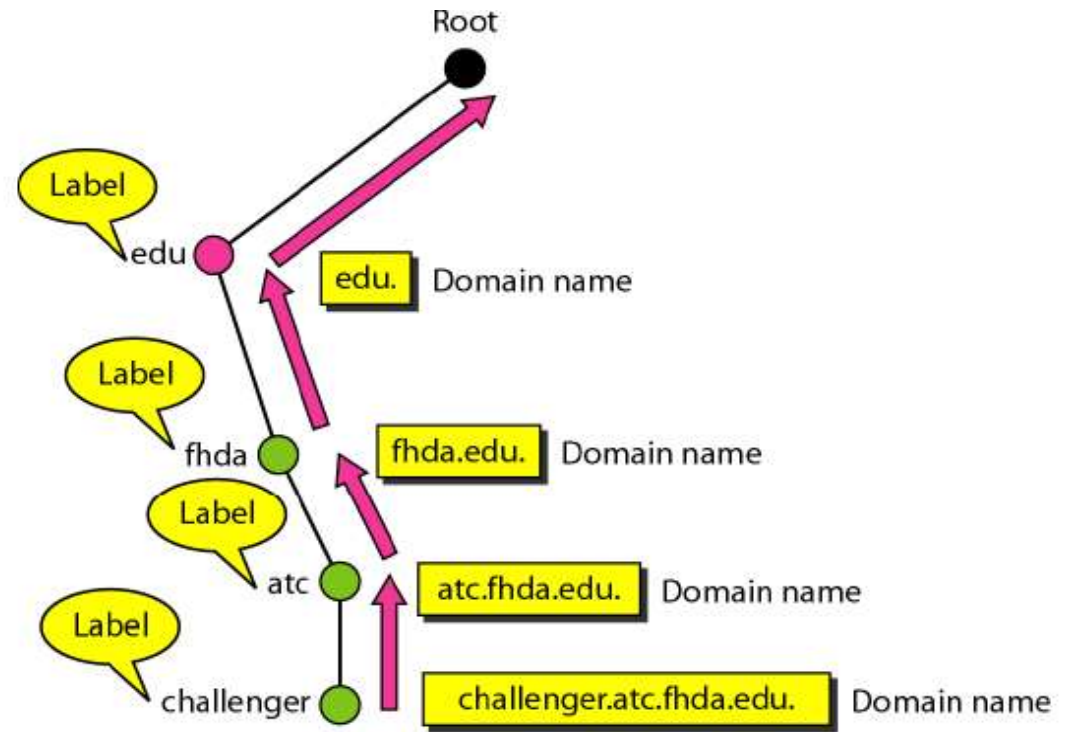 Root
Label
edu
edu. Domain name
Label
fhda
fhda.edu. Domain name
Label
atc
atc.fhda.edu. Domain name
Label
challenger
challenger.atc.fhda.edu. Domain name